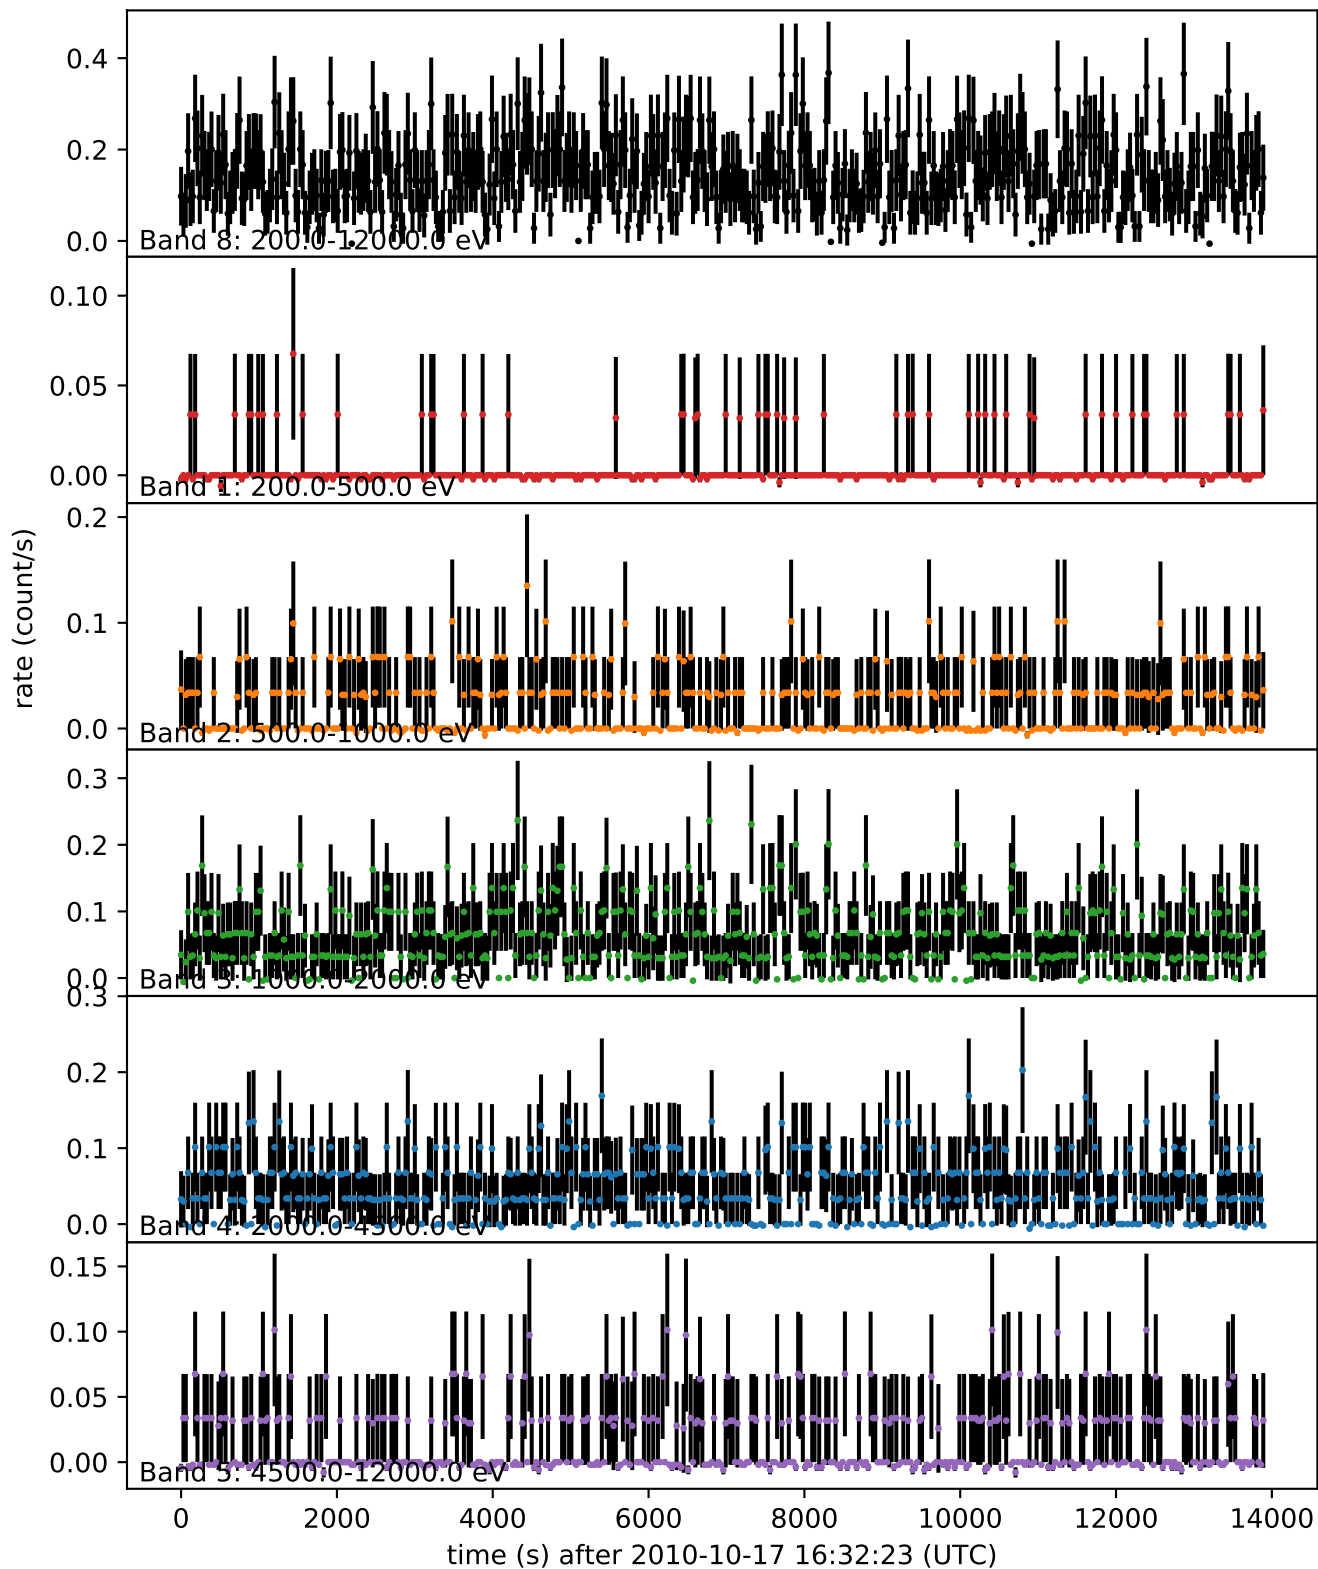 0.4
0.2
0.0
Band 8: 200.0-12000.0 eV
0.10
0.05
0.00
Band 1: 200.0-500.0 eV
0.2
0.1
0.0
Band 2: 500.0-1000.0 eV
rate (count/s)
0.3
0.2
0.1
0.0
Band 3: 1000.0-2000.0 eV
0.3
0.2
0.1
0.0
Band 4: 2000.0-4500.0 eV
0.15
0.10
0.05
0.00
Band 5: 4500.0-12000.0 eV
0 2000 4000 6000 8000 10000 12000 14000
time (s) after 2010-10-17 16:32:23 (UTC)